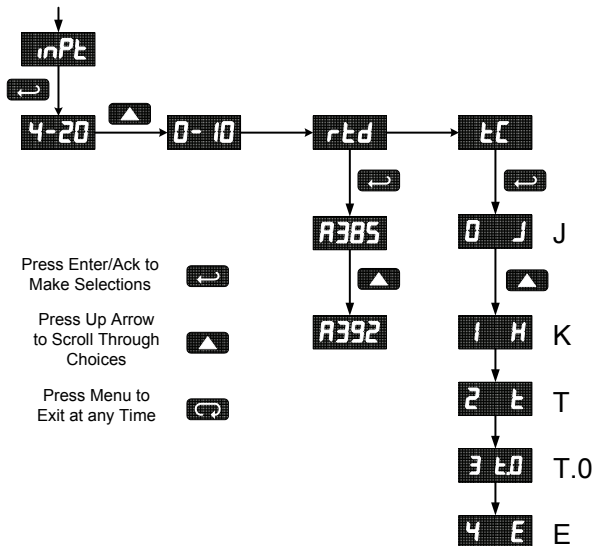 inPt
4-20
0-10
rtd
tC
A385
0 J
J
Press Enter/Ack to
Make Selections
Press Up Arrow
to Scroll Through
Choices
Press Menu to
Exit at any Time
A392
1 H
K
2 t
T
3 t.0
T.0
4 E
E